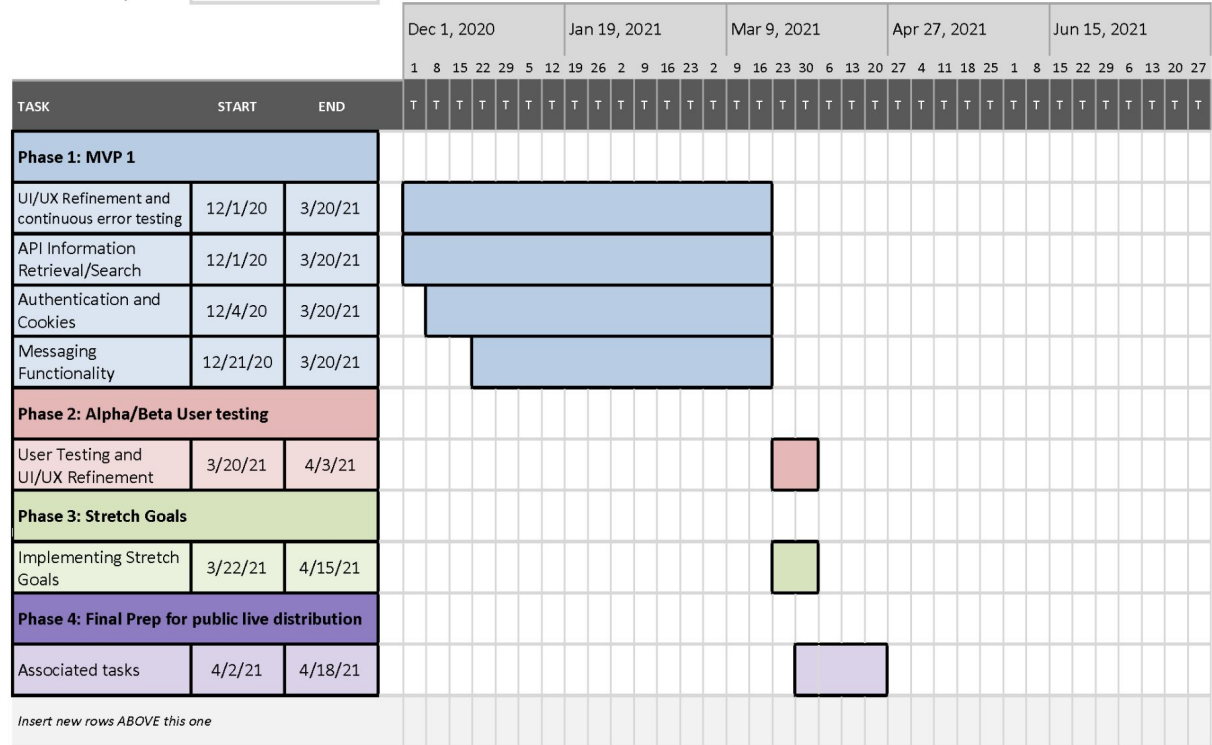 Dec 1, 2020 Jan 19, 2021 Mar 9, 2021 Apr 27, 2021 Jun 15, 2021
1 8 15 22 29 5 12 19 26 2 9 16 23 2 9 16 23 30 6 13 20 27 4 11 18 25 1 8 15 22 29 6 13 20 27
TASK START END T T T T T T T T T T T T T T T T T T T T T T T T T T T T T T T T T T T
Phase 1: MVP 1
UI/UX Refinement and
continuous error testing 12/1/20 3/20/21
API Information
Retrieval/Search 12/1/20 3/20/21
Authentication and
Cookies 12/4/20 3/20/21
Messaging
Functionality 12/21/20 3/20/21
Phase 2: Alpha/Beta User testing
User Testing and
UI/UX Refinement 3/20/21 4/3/21
Phase 3: Stretch Goals
Implementing Stretch
Goals 3/22/21 4/15/21
Phase 4: Final Prep for public live distribution
Associated tasks 4/2/21 4/18/21
Insert new rows ABOVE this one